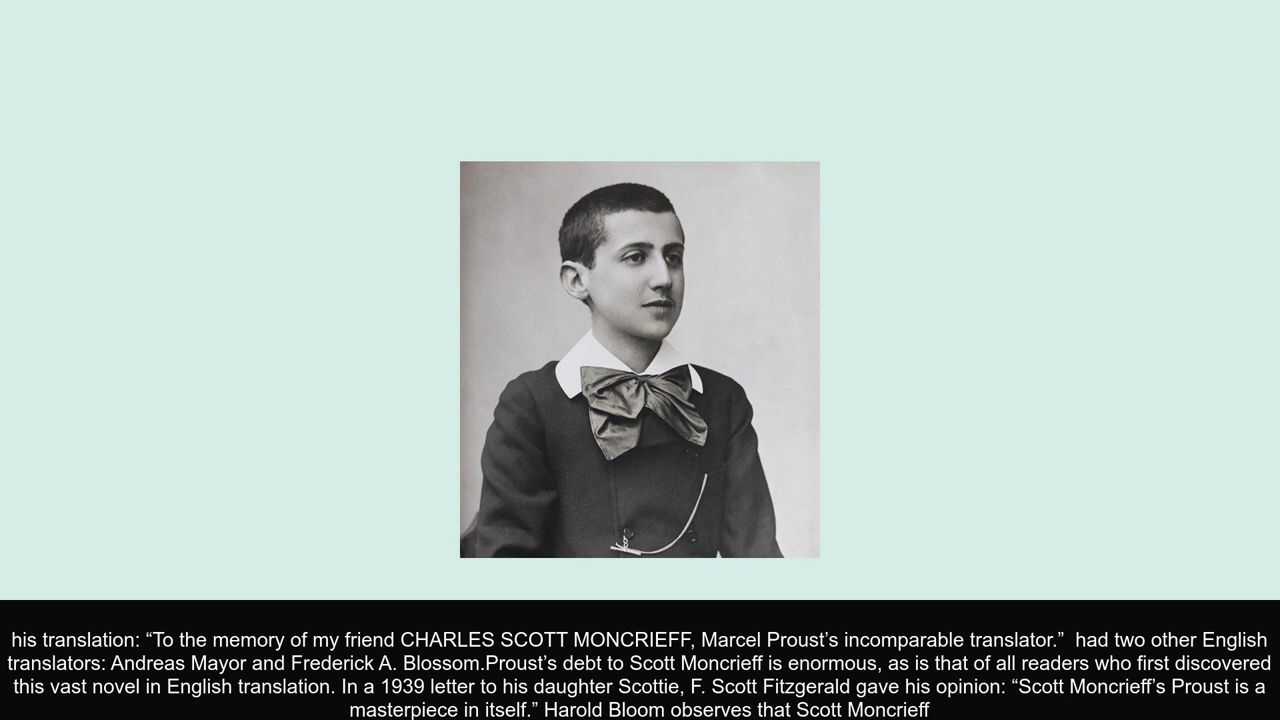 his translation: “To the memory of my friend CHARLES SCOTT MONCRIEFF, Marcel Proust’s incomparable translator.”  had two other English
translators: Andreas Mayor and Frederick A. Blossom.Proust’s debt to Scott Moncrieff is enormous, as is that of all readers who first discovered
this vast novel in English translation. In a 1939 letter to his daughter Scottie, F. Scott Fitzgerald gave his opinion: “Scott Moncrieff’s Proust is a
masterpiece in itself.” Harold Bloom observes that Scott Moncrieff